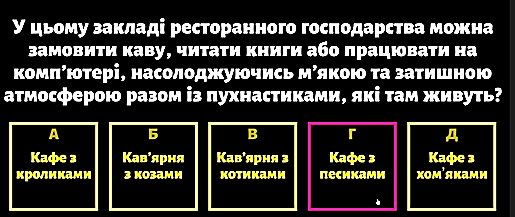 У цьому закладі ресторанного господарства можна
замовити каву, читати книги або працювати на
комп'ютері, насолоджуючись м'якою та затишною
атмосферою разом із пухнастиками, які там живуть?
А
Кафе з
кроликами
Б
Кав'ярня
з козами
В
Кав'ярня з
котиками
Г
Кафе з
песиками
Д
Кафе з
хом'яками